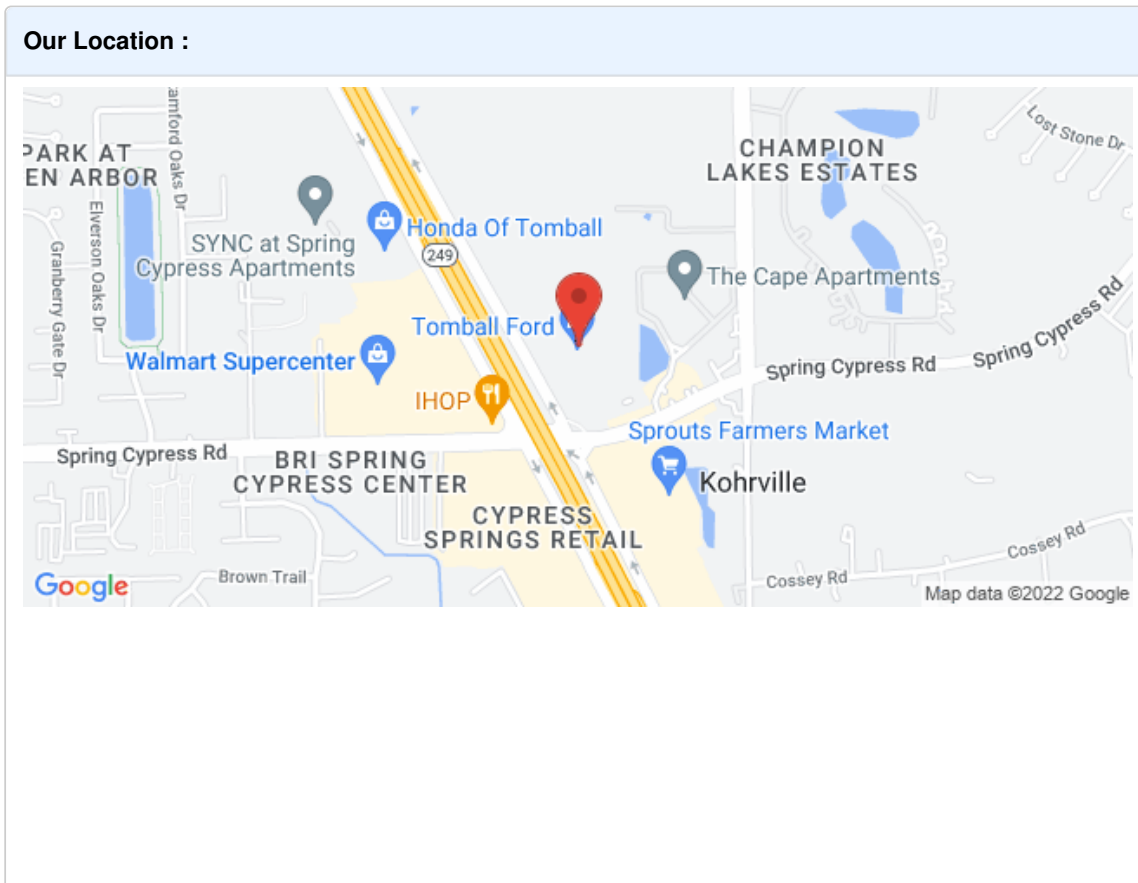 Our Location :
amford Oaks Dr
PARK AT
EN ARBOR
Elverson Oaks Dr
Granberry Gate Dr
SYNC at Spring
Cypress Apartments
Honda Of Tomball
249
CHAMPION
LAKES ESTATES
Lost Stone Dr
The Cape Apartments
Tomball Ford
Walmart Supercenter
IHOP
Spring Cypress Rd
Spring Cypress Rd
Spring Cypress Rd
BRI SPRING
CYPRESS CENTER
Sprouts Farmers Market
Kohrville
CYPRESS
SPRINGS RETAIL
Brown Trail
Cossey Rd
Cossey Rd
Google
Map data ©2022 Google